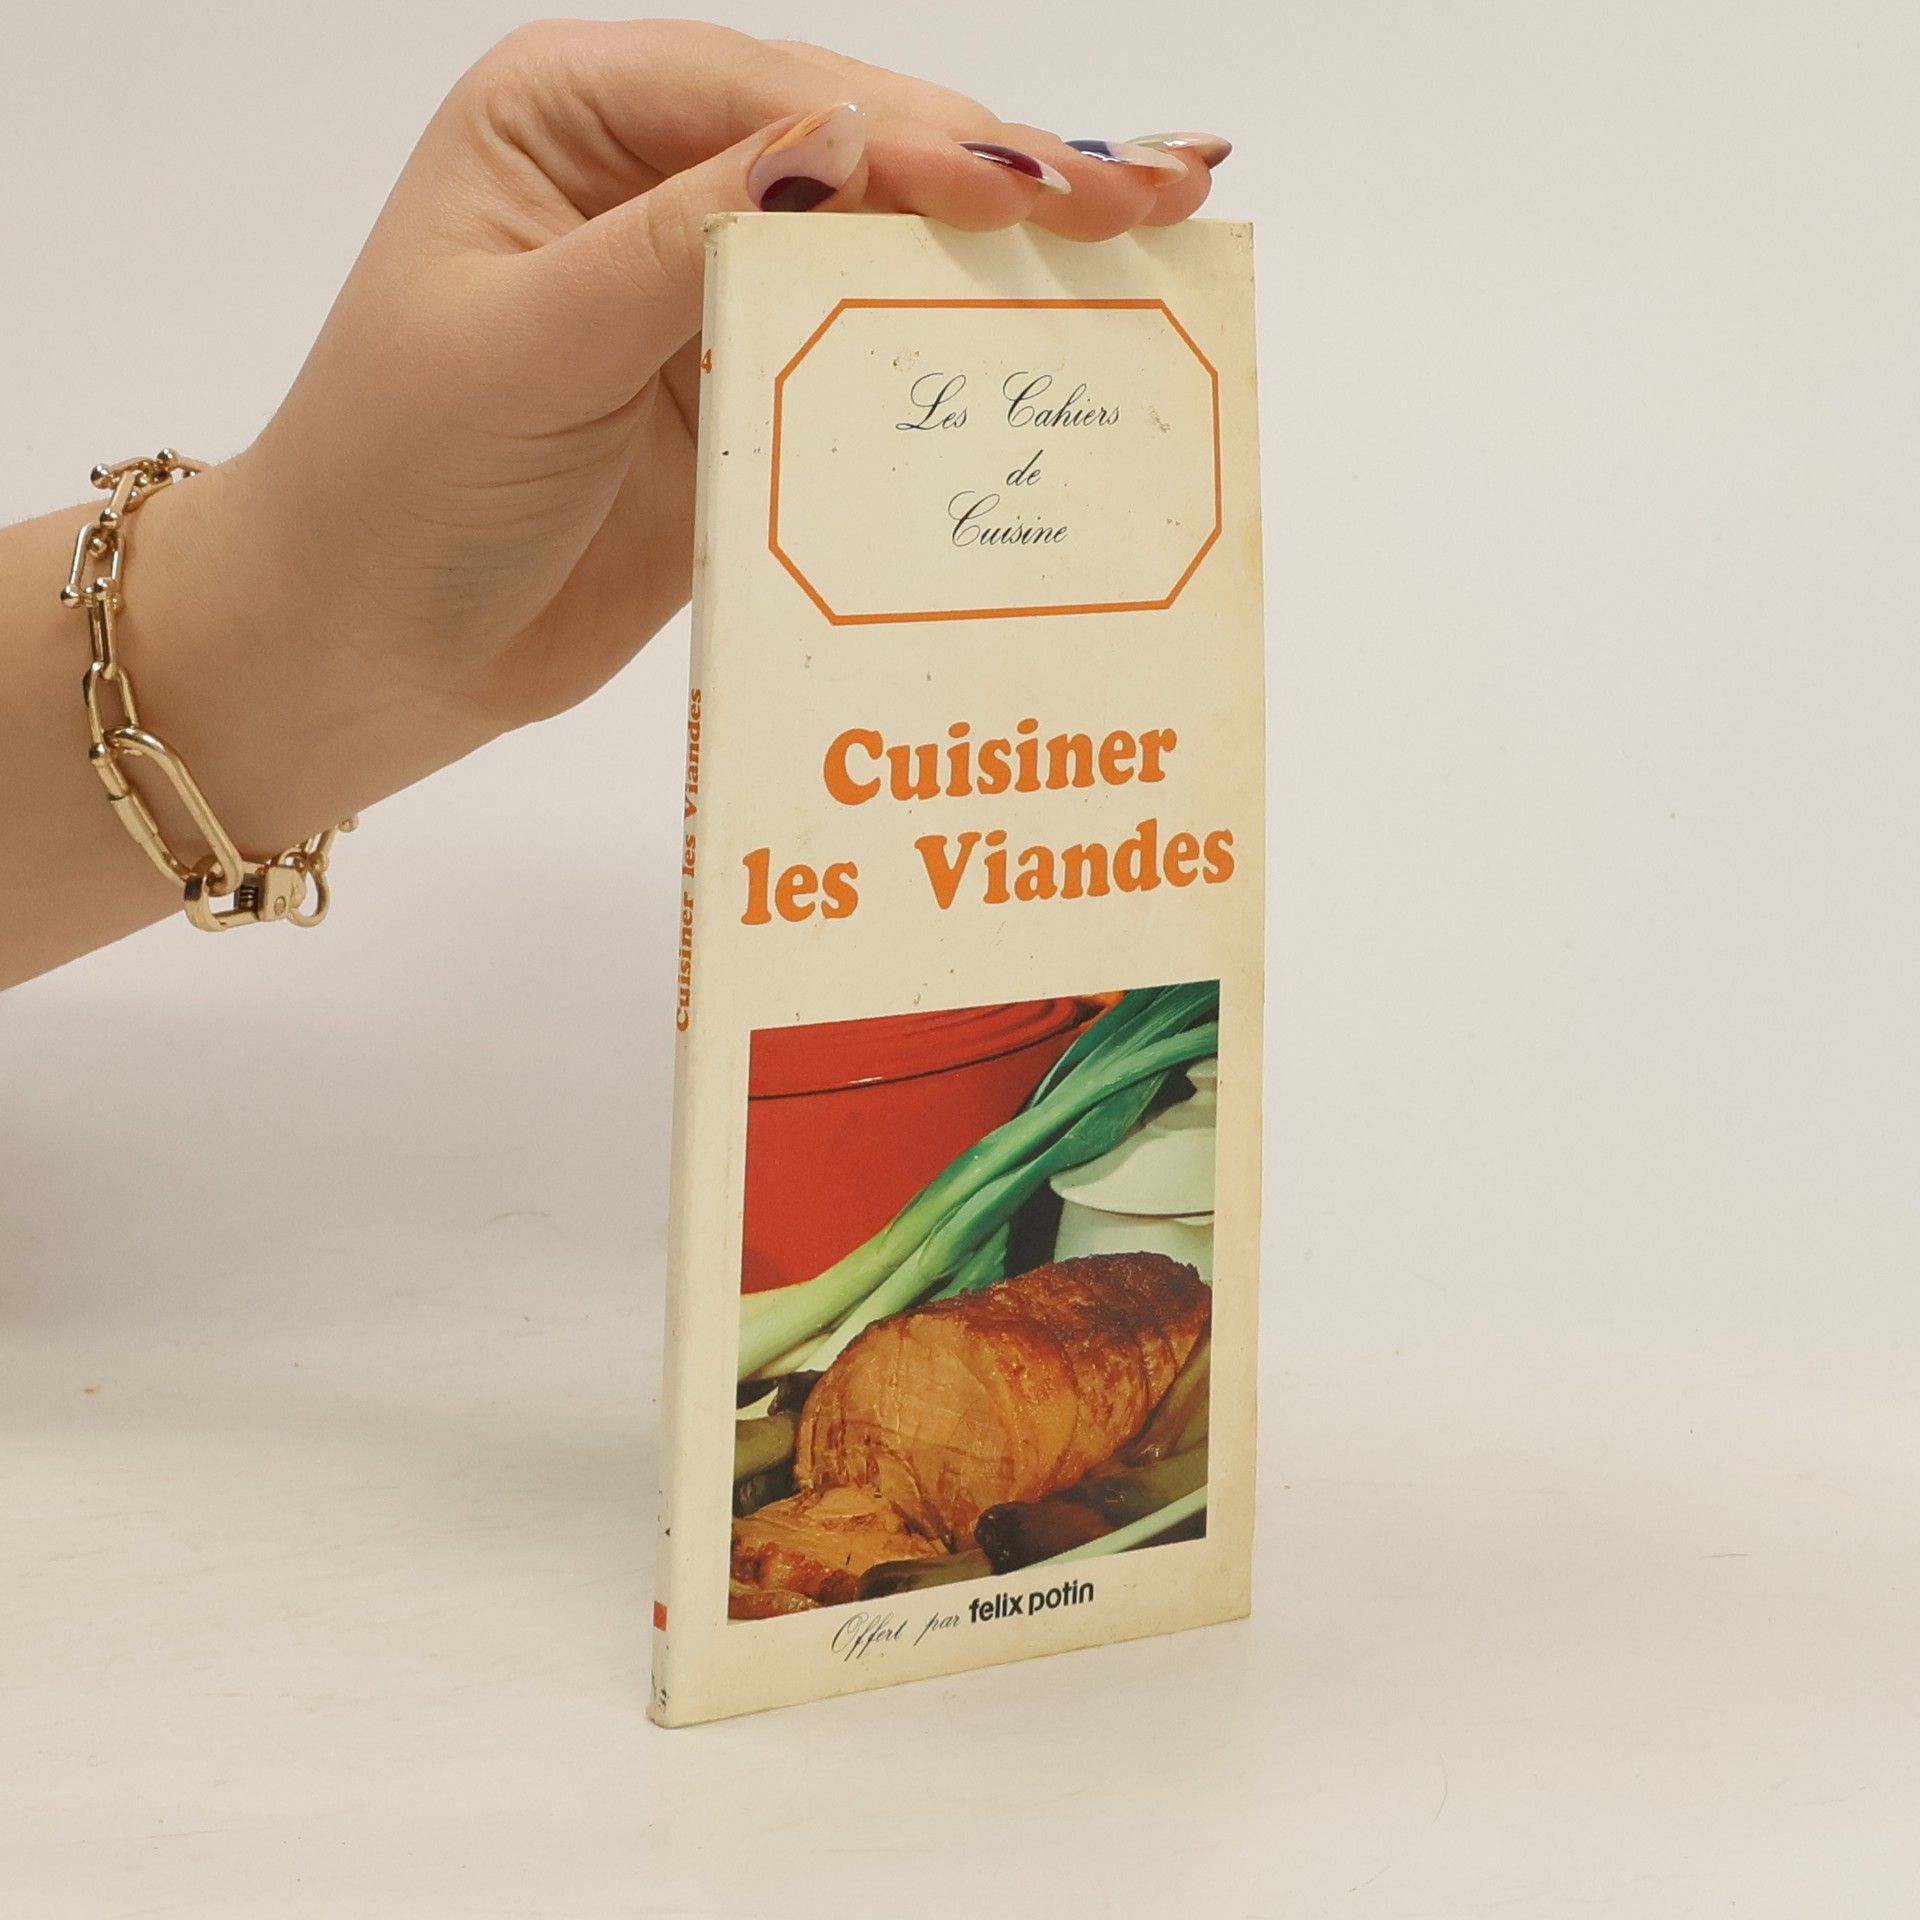 Les Cahiers
de
Cuisine
Cuisiner
les Viandes
Offert par felix potin
4
Cuisiner les Viandes